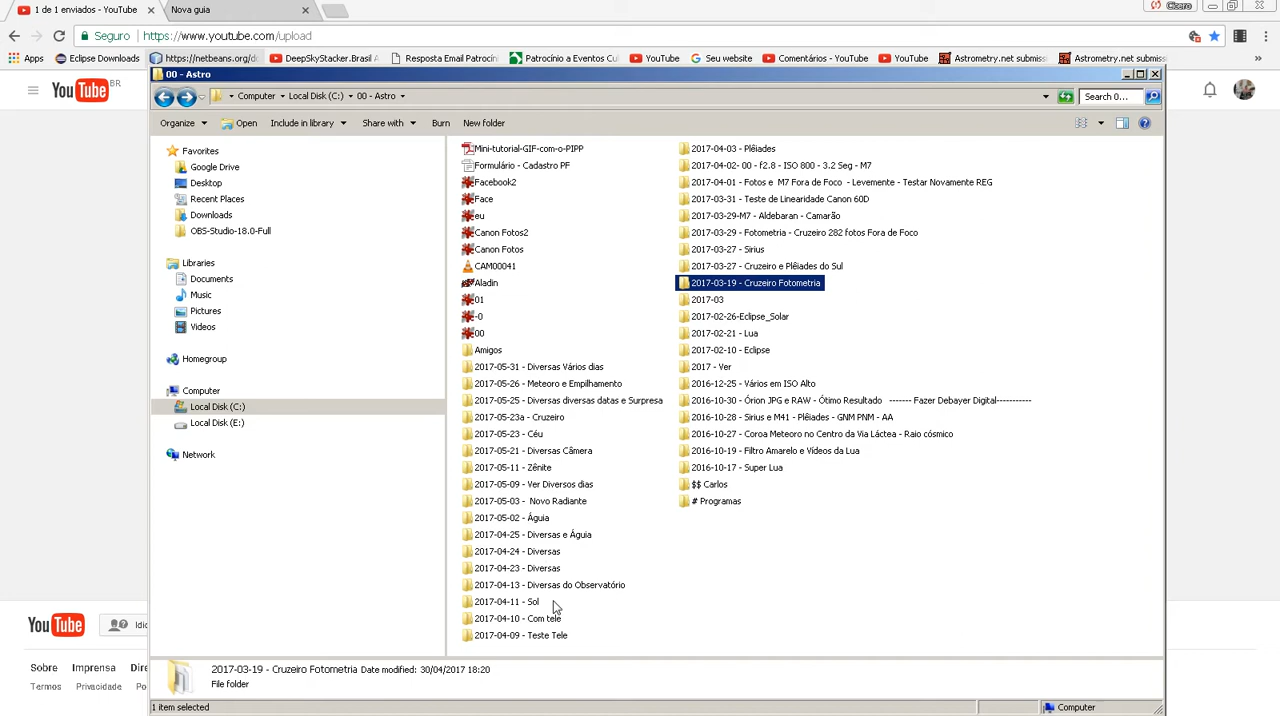 1 de 1 enviados - YouTube
Nova guia
Cicero
Seguro
https://www.youtube.com/upload
Apps
Eclipse Downloads
https://netbeans.org/do
DeepSkyStacker.Brasil A
Resposta Email Patrocin
Patrocínio a Eventos Cul
YouTube
Seu website
Comentários - YouTube
YouTube
Astrometry.net submissi
Astrometry.net submiss
00 - Astro
YouTube BR
Computer
Local Disk (C:)
00 - Astro
Search 0...
Organize
Open
Include in library
Share with
Burn
New folder
Favorites
Google Drive
Desktop
Recent Places
Downloads
OBS-Studio-18.0-Full
Libraries
Documents
Music
Pictures
Videos
Homegroup
Computer
Local Disk (C:)
Local Disk (E:)
Network
Mini-tutorial-GIF-com-o-PIPP
Formulário - Cadastro PF
Facebook2
Face
eu
Canon Fotos2
Canon Fotos
CAM00041
Aladin
01
-0
00
Amigos
2017-05-31 - Diversas Vários dias
2017-05-26 - Meteoro e Empilhamento
2017-05-25 - Diversas diversas datas e Surpresa
2017-05-23a - Cruzeiro
2017-05-23 - Céu
2017-05-21 - Diversas Câmera
2017-05-11 - Zênite
2017-05-09 - Ver Diversos dias
2017-05-03 - Novo Radiante
2017-05-02 - Águia
2017-04-25 - Diversas e Águia
2017-04-24 - Diversas
2017-04-23 - Diversas
2017-04-13 - Diversas do Observatório
2017-04-11 - Sol
2017-04-10 - Com tele
2017-04-09 - Teste Tele
2017-04-03 - Plêiades
2017-04-02- 00 - f2.8 - ISO 800 - 3.2 Seg - M7
2017-04-01 - Fotos e M7 Fora de Foco - Levemente - Testar Novamente REG
2017-03-31 - Teste de Linearidade Canon 60D
2017-03-29-M7 - Aldebaran - Camarão
2017-03-29 - Fotometria - Cruzeiro 282 fotos Fora de Foco
2017-03-27 - Sirius
2017-03-27 - Cruzeiro e Plêiades do Sul
2017-03-19 - Cruzeiro Fotometria
2017-03
2017-02-26-Eclipse_Solar
2017-02-21 - Lua
2017-02-10 - Eclipse
2017 - Ver
2016-12-25 - Vários em ISO Alto
2016-10-30 - Órion JPG e RAW - Ótimo Resultado ------- Fazer Debayer Digital-----------
2016-10-28 - Sirius e M41 - Plêiades - GNM PNM - AA
2016-10-27 - Coroa Meteoro no Centro da Via Láctea - Raio cósmico
2016-10-19 - Filtro Amarelo e Vídeos da Lua
2016-10-17 - Super Lua
$$ Carlos
# Programas
YouTube
Idio
Sobre
Imprensa
Dire
Termos
Privacidade
Po
2017-03-19 - Cruzeiro Fotometria Date modified: 30/04/2017 18:20
File folder
1 item selected
Computer